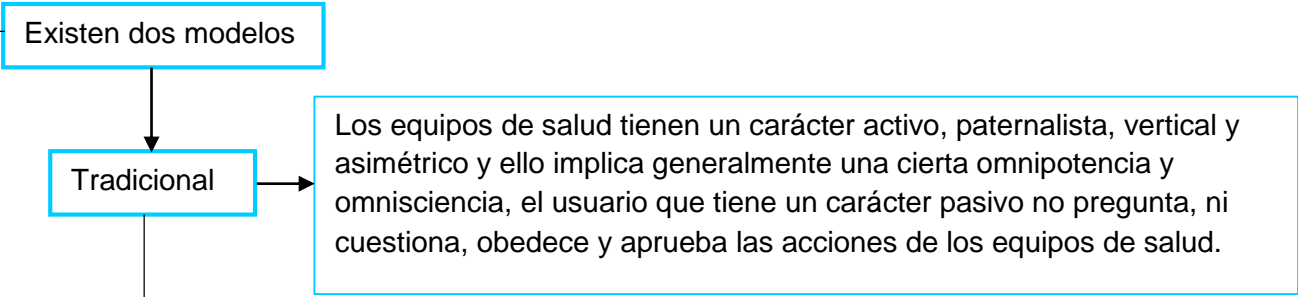 Existen dos modelos
Tradicional
Los equipos de salud tienen un carácter activo, paternalista, vertical y
asimétrico y ello implica generalmente una cierta omnipotencia y
omnisciencia, el usuario que tiene un carácter pasivo no pregunta, ni
cuestiona, obedece y aprueba las acciones de los equipos de salud.